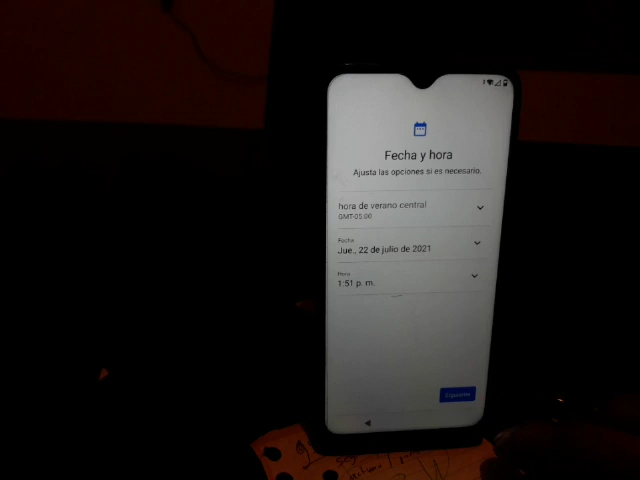 Fecha y hora
Ajusta las opciones si es necesario.
hora de verano central
GMT-05:00
Fecha
Jue., 22 de julio de 2021
Hora
1:51 p. m.
Siguiente